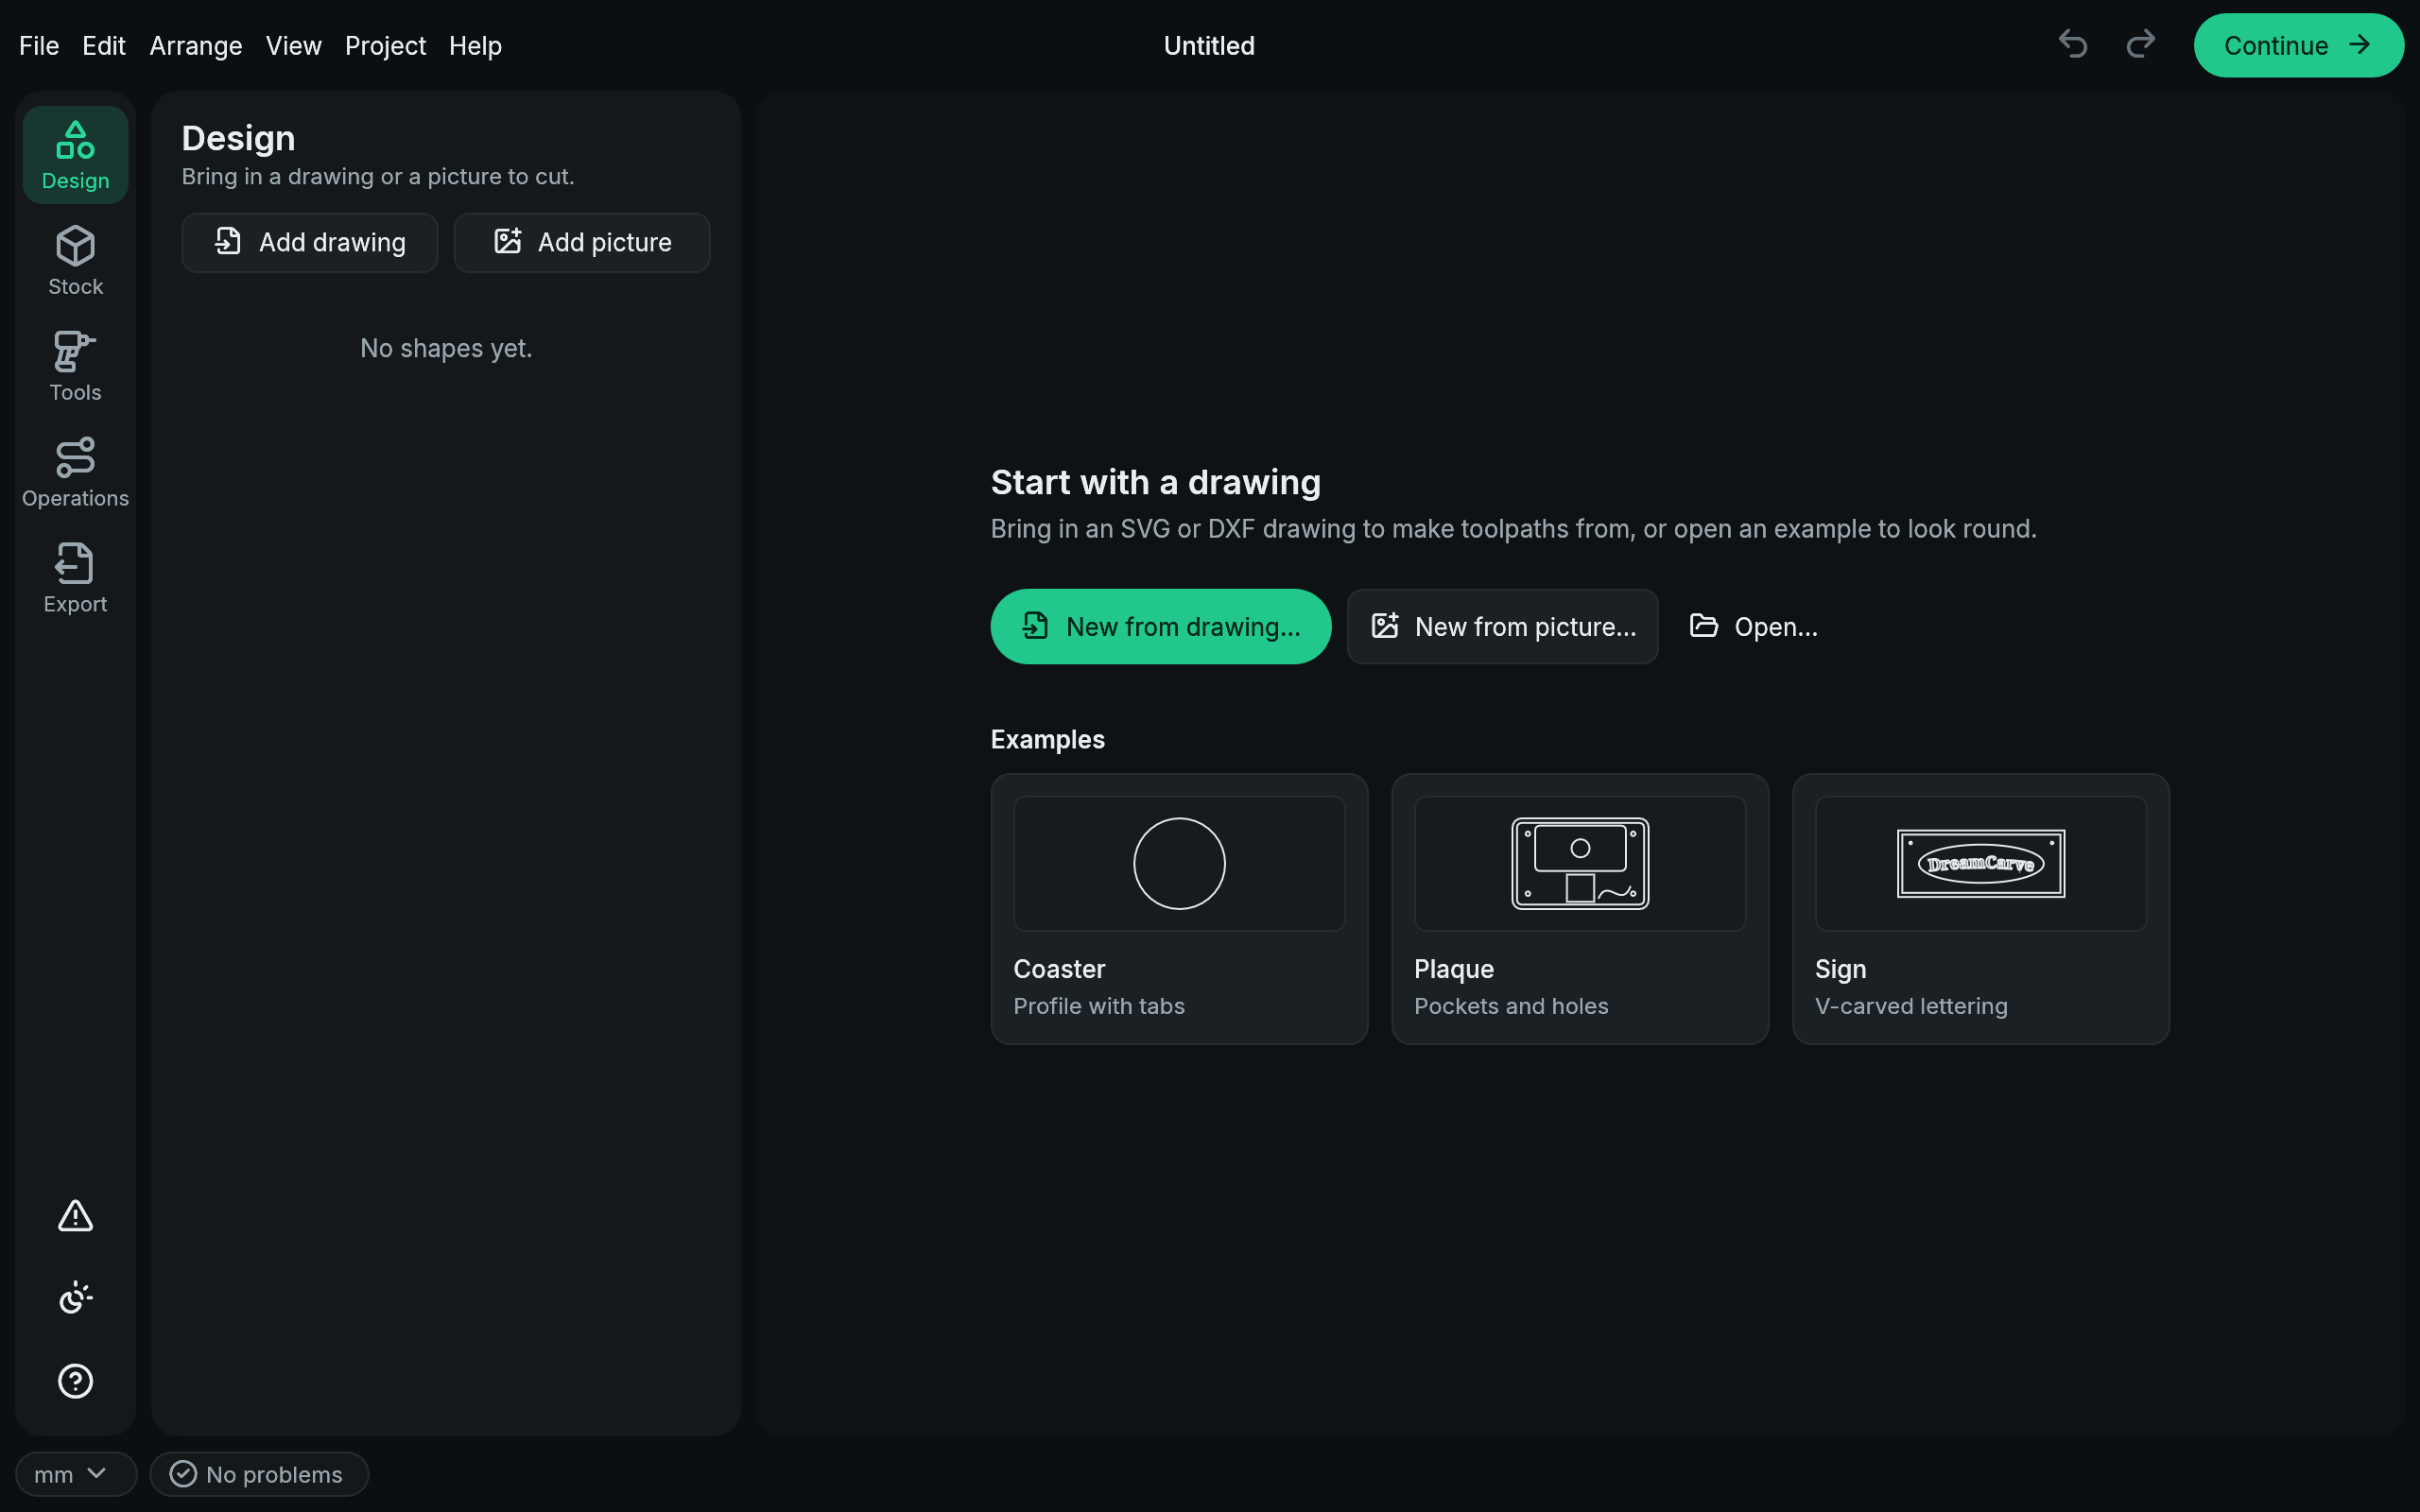 File Edit Arrange View Project Help
Untitled
Continue
Design
Stock
Tools
Operations
Export
Design
Bring in a drawing or a picture to cut.
Add drawing
Add picture
No shapes yet.
Start with a drawing
Bring in an SVG or DXF drawing to make toolpaths from, or open an example to look round.
New from drawing...
New from picture...
Open...
Examples
DreamCarve
Coaster
Profile with tabs
Plaque
Pockets and holes
Sign
V-carved lettering
mm
No problems